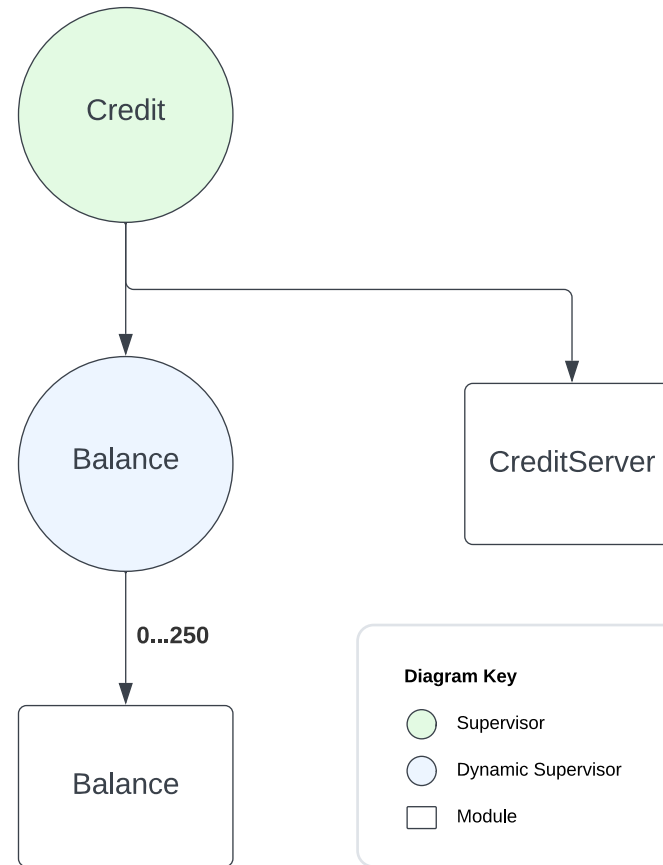 Credit
Balance
CreditServer
0...250
Balance
Diagram Key
Supervisor
Dynamic Supervisor
Module